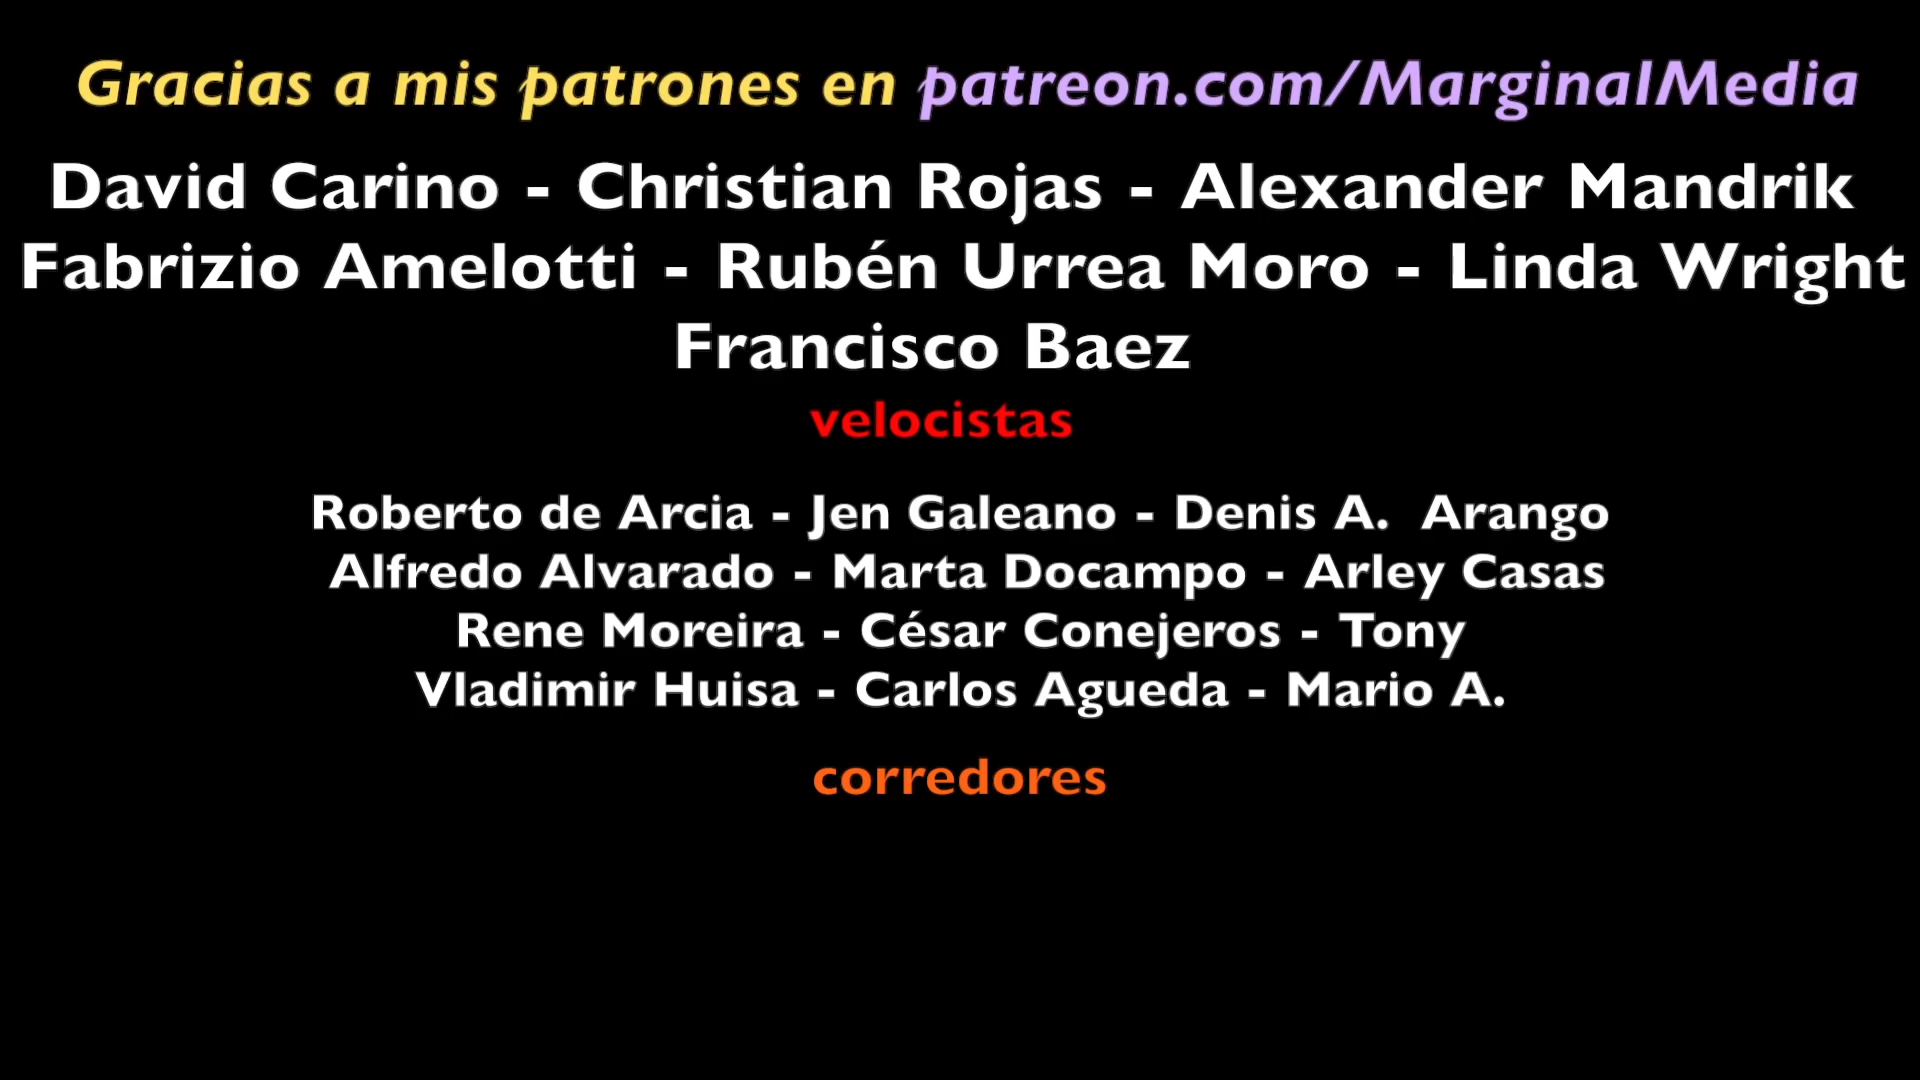 Gracias a mis patrones en patreon.com/MarginalMedia
David Carino - Christian Rojas - Alexander Mandrik
Fabrizio Amelotti - Rubén Urrea Moro - Linda Wright
Francisco Baez
velocistas
Roberto de Arcia - Jen Galeano - Denis A.  Arango
Alfredo Alvarado - Marta Docampo - Arley Casas
Rene Moreira - César Conejeros - Tony
Vladimir Huisa - Carlos Agueda - Mario A.
corredores